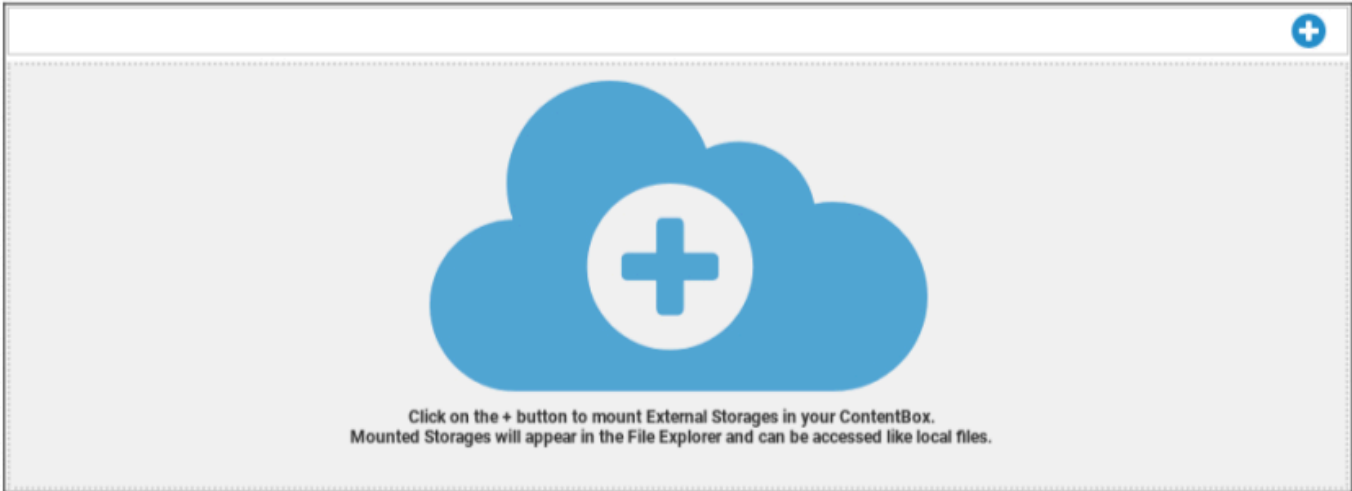 Click on the + button to mount External Storages in your ContentBox.
Mounted Storages will appear in the File Explorer and can be accessed like local files.